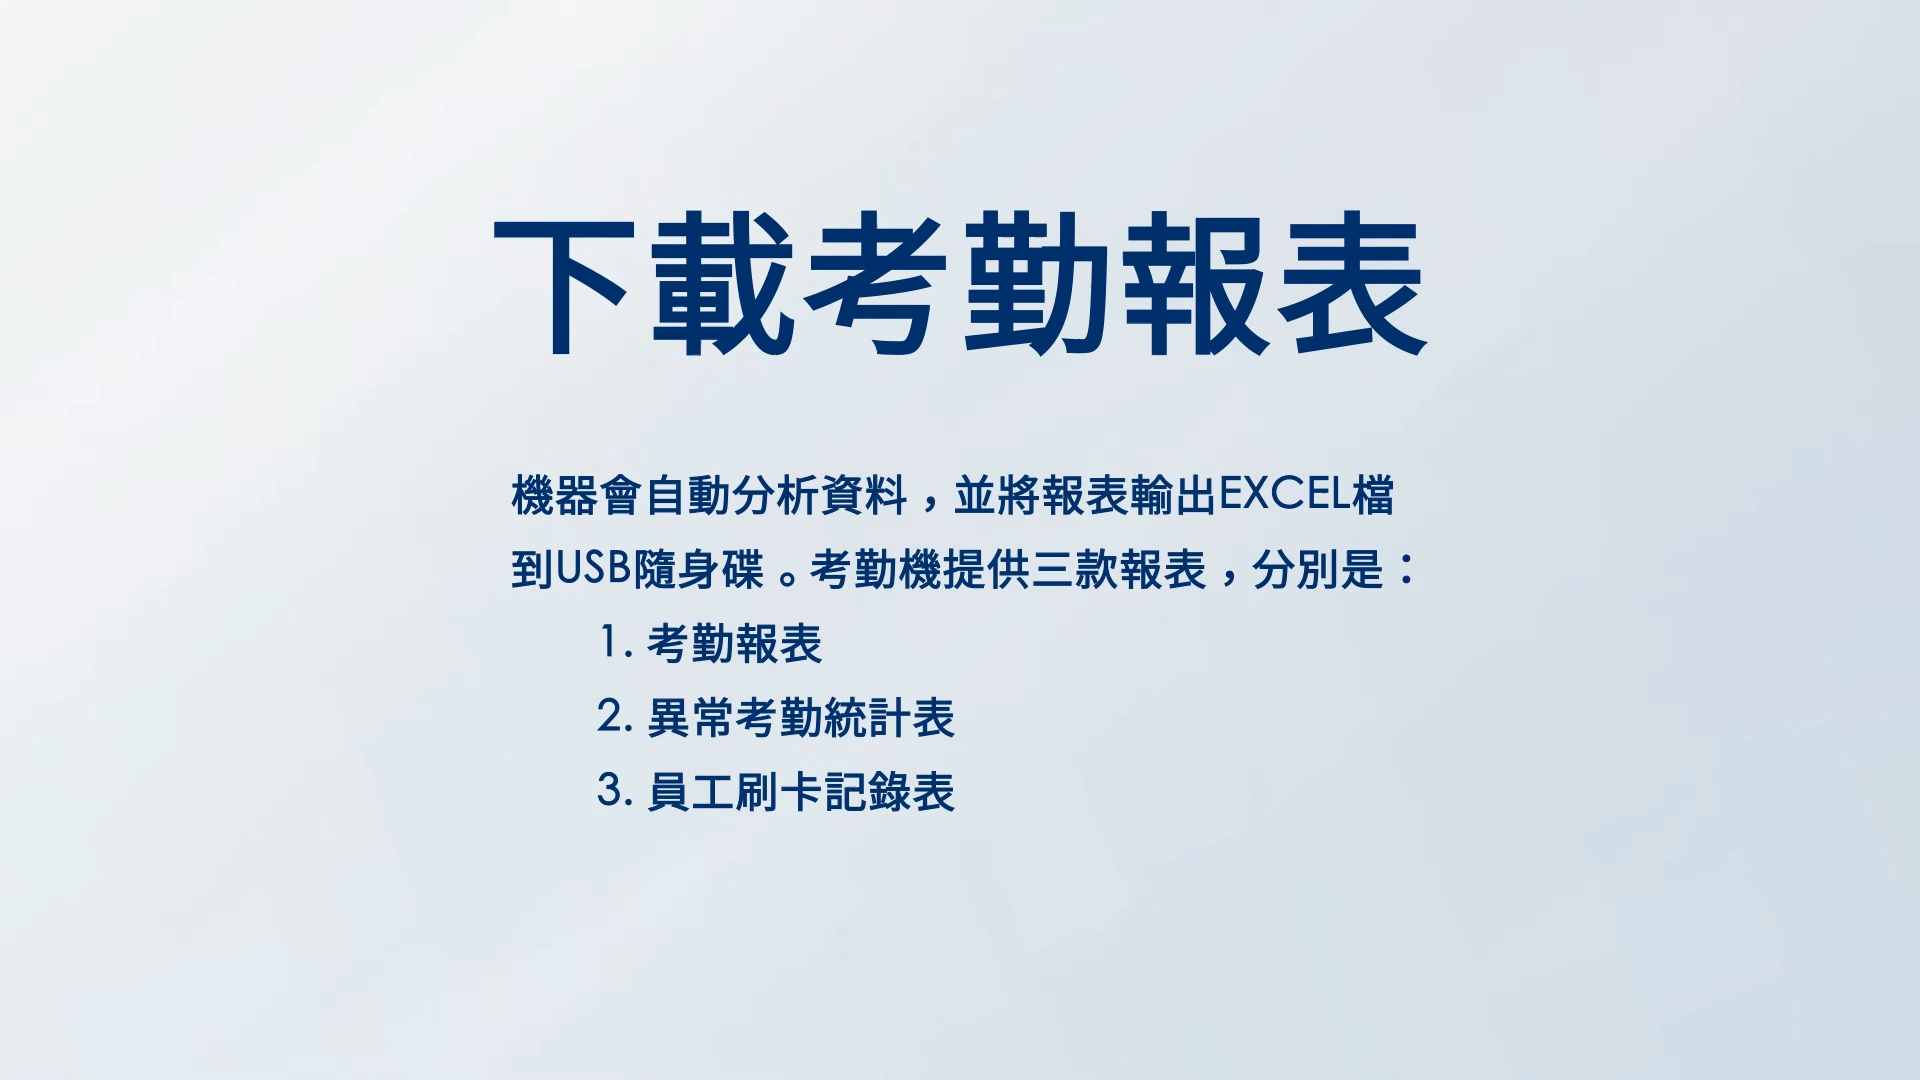 下載考勤報表
機器會自動分析資料，並將報表輸出EXCEL檔
到USB隨身碟。考勤機提供三款報表，分別是：
1. 考勤報表
2. 異常考勤統計表
3. 員工刷卡記錄表